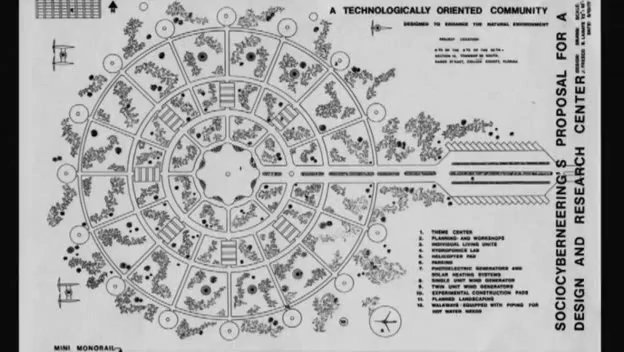 A TECHNOLOGICALLY ORIENTED COMMUNITY
DESIGNED TO ENHANCE THE NATURAL ENVIRONMENT
PROJECT LOCATION
1. THEME CENTER
2. PLANNING AND WORKSHOPS
3. INDIVIDUAL LIVING UNITS
4. HYDROPONICS LAB
5. HELICOPTER PAD
6. PARKING
7. PHOTOELECTRIC GENERATORS AND
SOLAR HEATING SYSTEMS
8. SINGLE UNIT WIND GENERATOR
9. TWIN UNIT WIND GENERATORS
10. EXPERIMENTAL CONSTRUCTION PADS
11. PLANNED LANDSCAPING
12. WALKWAYS - EQUIPPED WITH PIPING FOR
HOT WATER NEEDS
MINI MONORAIL
SOCIOCYBERNEERING'S PROPOSAL FOR A
DESIGN AND RESEARCH CENTER